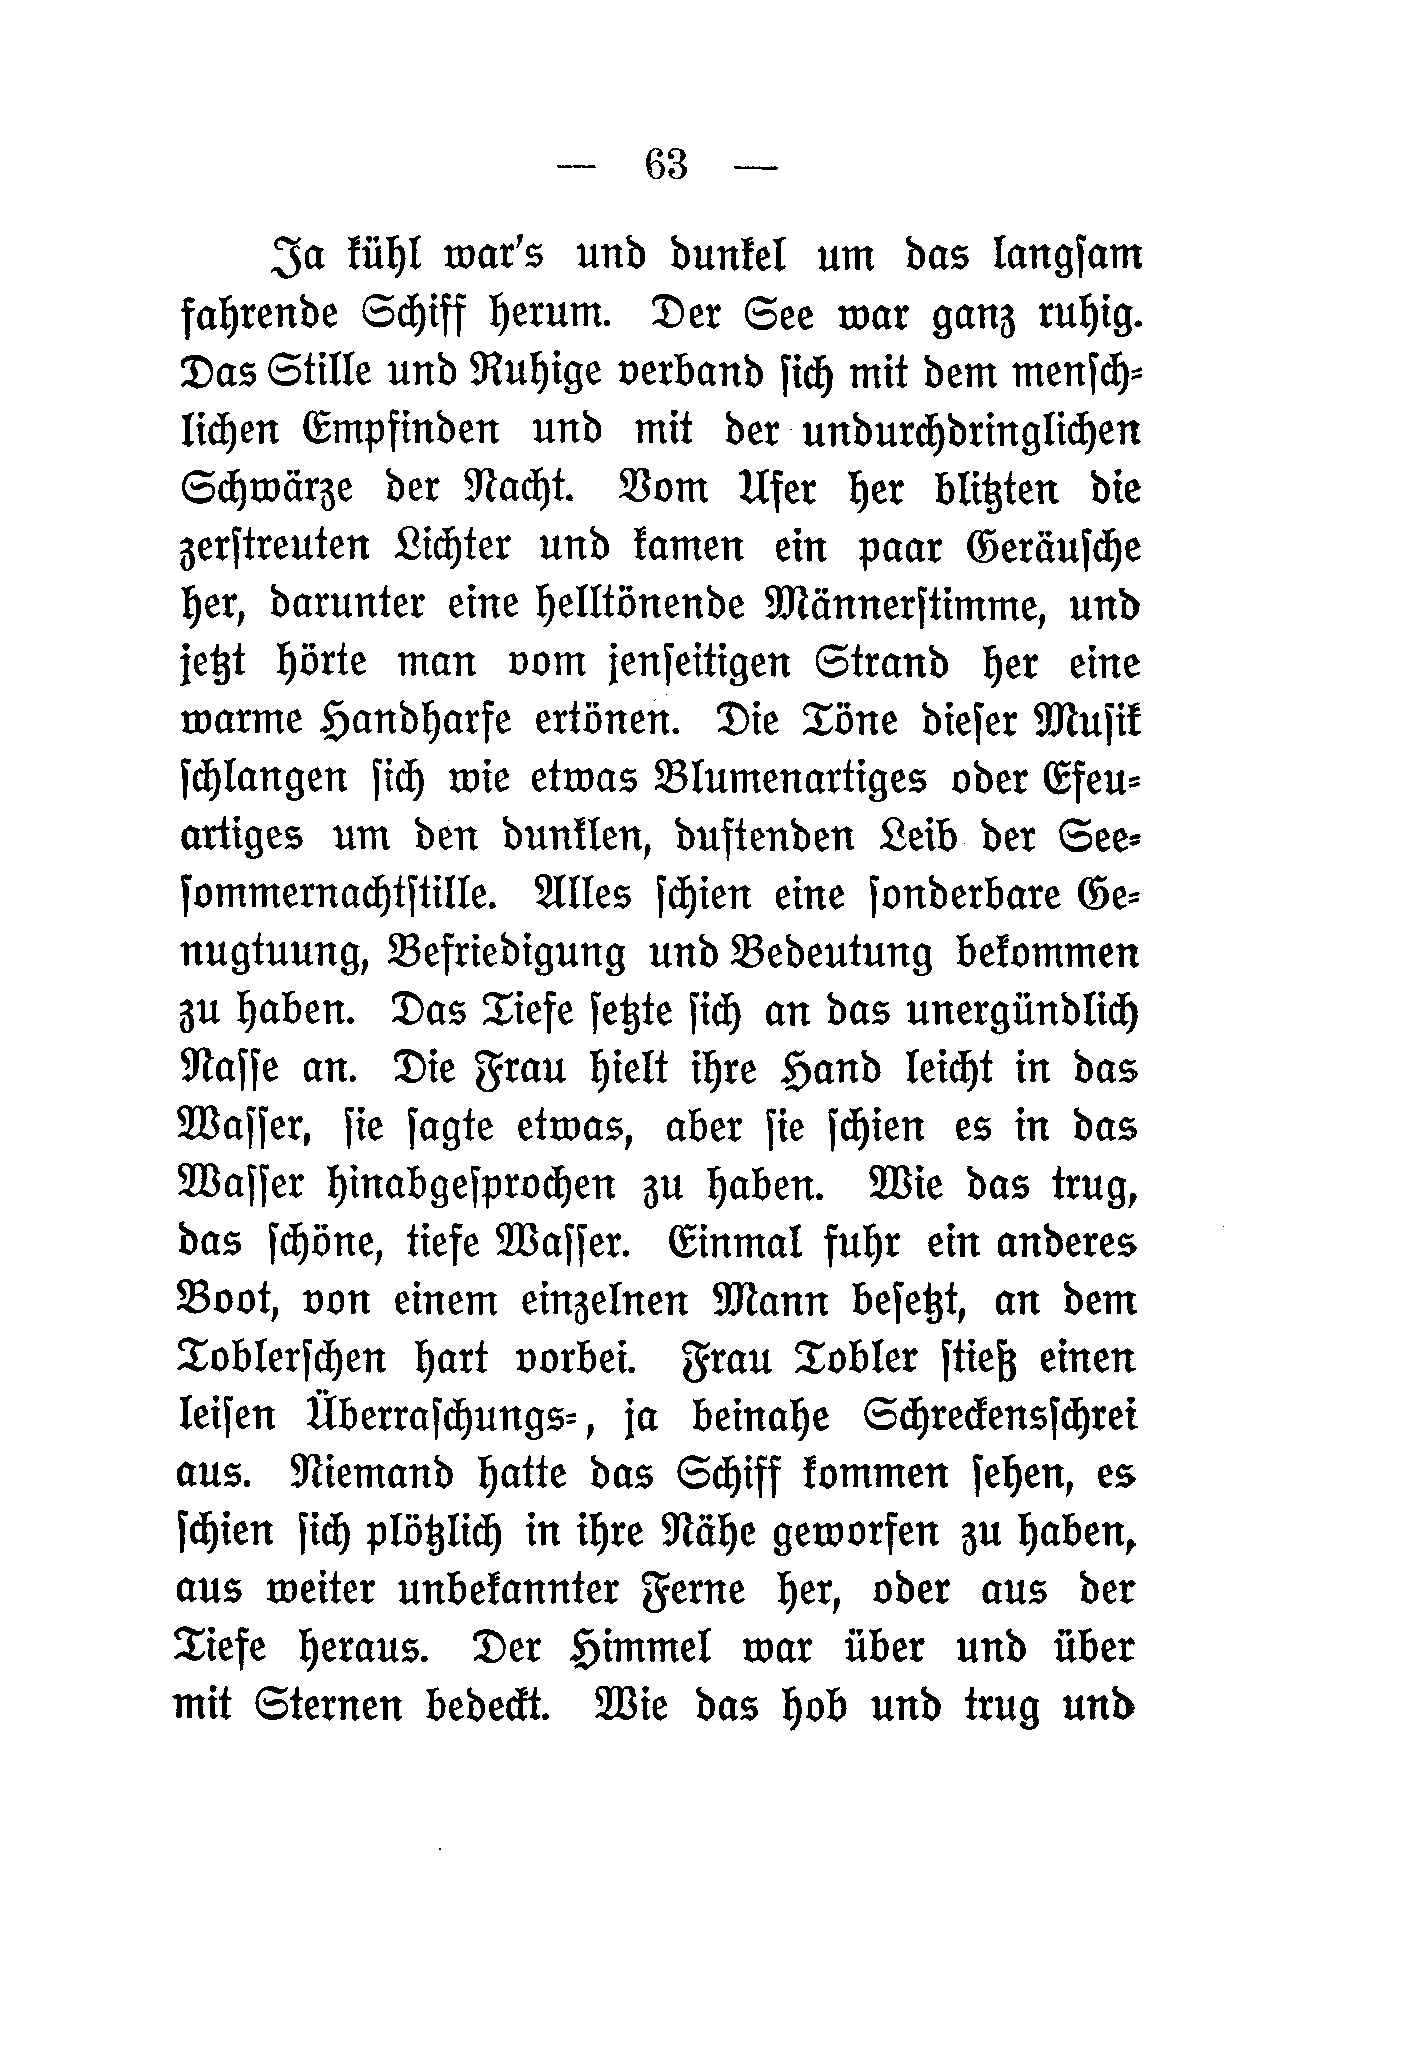 — 63 —
Ja kühl war's und dunkel um das langſam
fahrende Schiff herum. Der See war ganz ruhig.
Das Stille und Ruhige verband ſich mit dem menſch-
lichen Empfinden und mit der undurchdringlichen
Schwärze der Nacht. Vom Ufer her blitzten die
zerſtreuten Lichter und kamen ein paar Geräuſche
her, darunter eine helltönende Männerſtimme, und
jetzt hörte man vom jenſeitigen Strand her eine
warme Handharfe ertönen. Die Töne dieſer Muſik
ſchlangen ſich wie etwas Blumenartiges oder Efeu-
artiges um den dunklen, duftenden Leib der See-
ſommernachtſtille. Alles ſchien eine ſonderbare Ge-
nugtuung, Befriedigung und Bedeutung bekommen
zu haben. Das Tiefe ſetzte ſich an das unergündlich
Naſſe an. Die Frau hielt ihre Hand leicht in das
Waſſer, ſie ſagte etwas, aber ſie ſchien es in das
Waſſer hinabgeſprochen zu haben. Wie das trug,
das ſchöne, tiefe Waſſer. Einmal fuhr ein anderes
Boot, von einem einzelnen Mann beſetzt, an dem
Toblerſchen hart vorbei. Frau Tobler ſtieß einen
leiſen Überraſchungs-, ja beinahe Schreckensſchrei
aus. Niemand hatte das Schiff kommen ſehen, es
ſchien ſich plötzlich in ihre Nähe geworfen zu haben,
aus weiter unbekannter Ferne her, oder aus der
Tiefe heraus. Der Himmel war über und über
mit Sternen bedeckt. Wie das hob und trug und